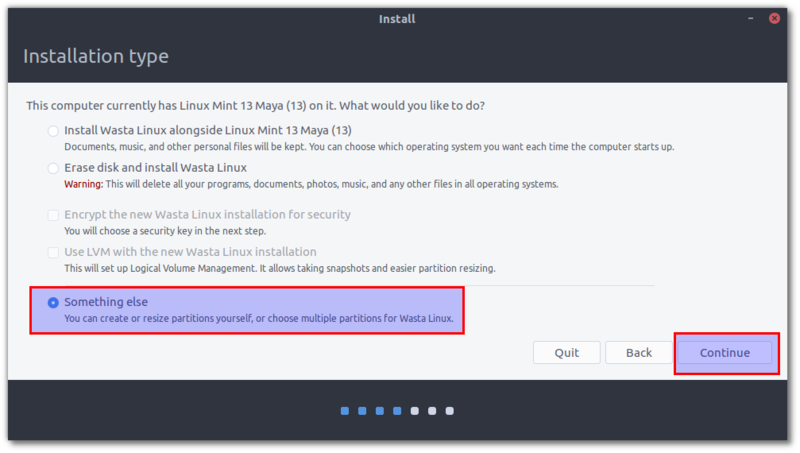 Install
Installation type
This computer currently has Linux Mint 13 Maya (13) on it. What would you like to do?
Install Wasta Linux alongside Linux Mint 13 Maya (13)
Documents, music, and other personal files will be kept. You can choose which operating system you want each time the computer starts up.
Erase disk and install Wasta Linux
Warning: This will delete all your programs, documents, photos, music, and any other files in all operating systems.
Encrypt the new Wasta Linux installation for security
You will choose a security key in the next step.
Use LVM with the new Wasta Linux installation
This will set up Logical Volume Management. It allows taking snapshots and easier partition resizing.
Something else
You can create or resize partitions yourself, or choose multiple partitions for Wasta Linux.
Quit Back Continue